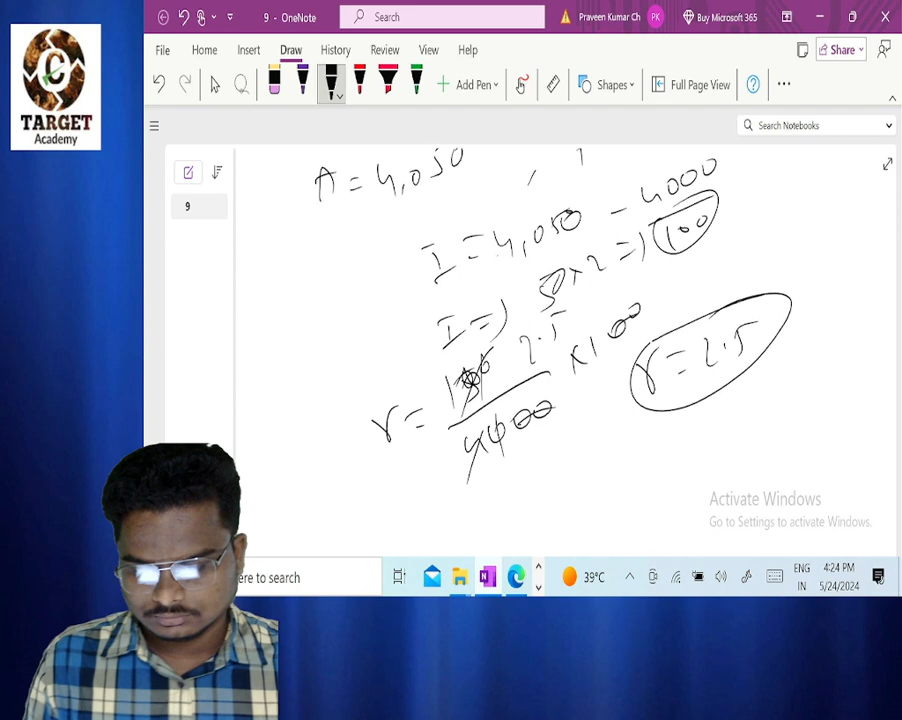 9 - OneNote
Search
Praveen Kumar Ch
PK
Buy Microsoft 365
File
Home
Insert
Draw
History
Review
View
Help
Share
Add Pen
Shapes
Full Page View
Search Notebooks
TARGET
Academy
9
A = 4,050
I = 4,050 - 4000
I => 50 x 2 => 100
r = 100 2.5 x 100
4000
r = 2.5
Activate Windows
Go to Settings to activate Windows.
here to search
39°C
ENG
IN
4:24 PM
5/24/2024